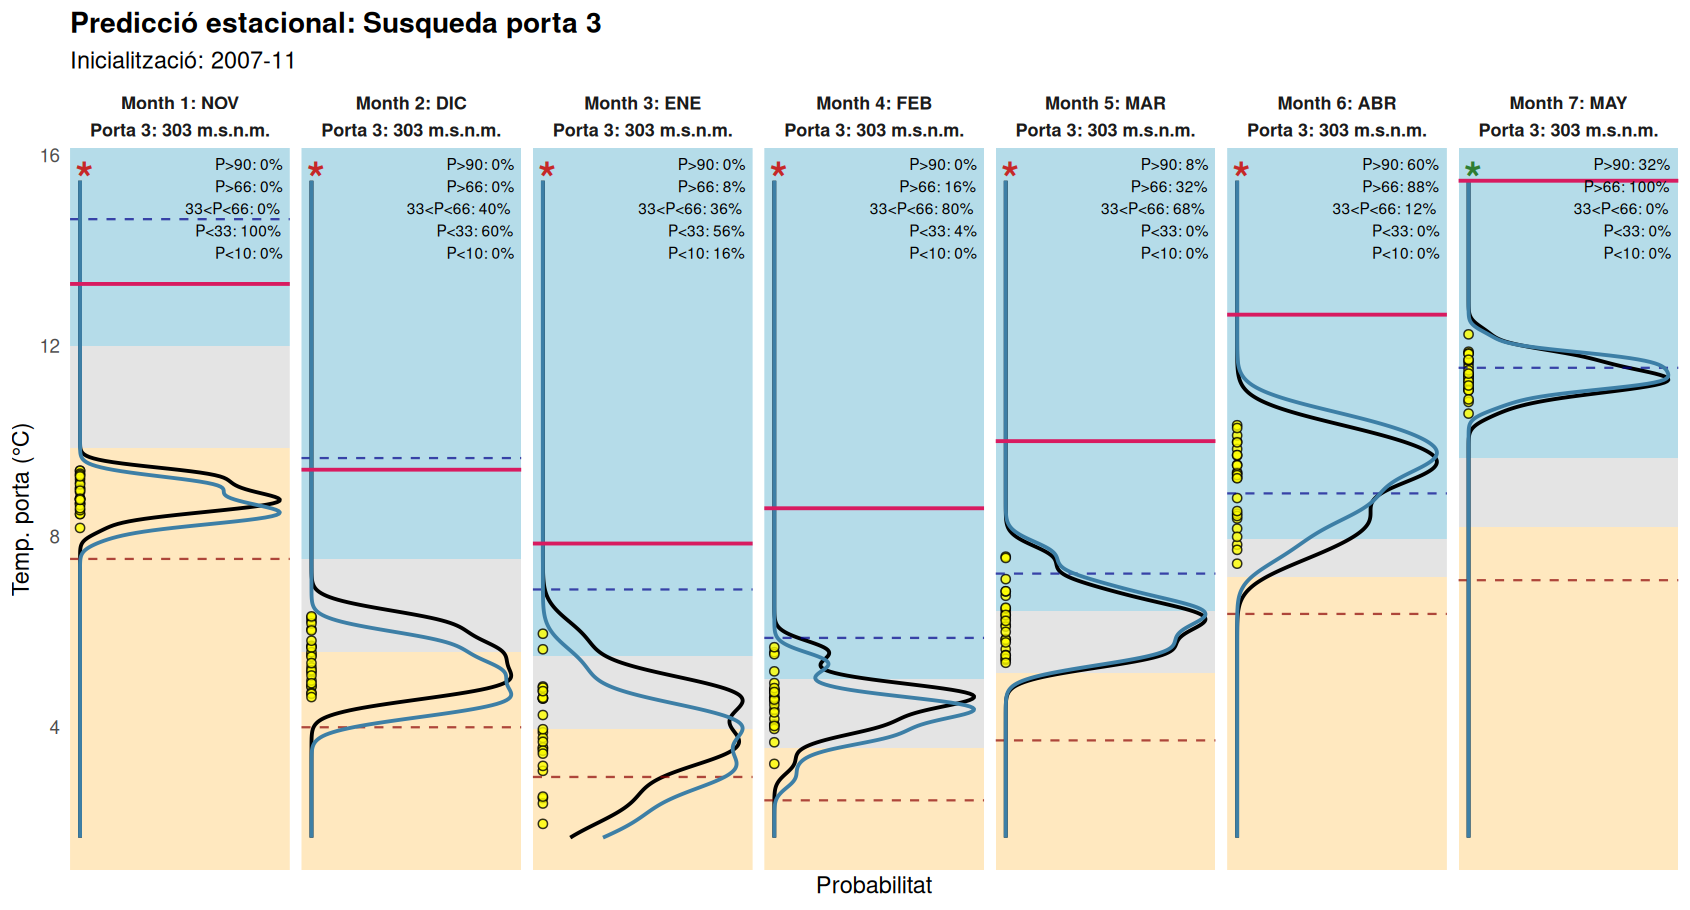 Predicció estacional: Susqueda porta 3
Inicialització: 2007-11
Month 1: NOV
Porta 3: 303 m.s.n.m.
Month 2: DIC
Porta 3: 303 m.s.n.m.
Month 3: ENE
Porta 3: 303 m.s.n.m.
Month 4: FEB
Porta 3: 303 m.s.n.m.
Month 5: MAR
Porta 3: 303 m.s.n.m.
Month 6: ABR
Porta 3: 303 m.s.n.m.
Month 7: MAY
Porta 3: 303 m.s.n.m.
Temp. porta (°C)
16
12
8
4
*
P>90: 0%
P>66: 0%
33<P<66: 0%
P<33: 100%
P<10: 0%
*
P>90: 0%
P>66: 0%
33<P<66: 40%
P<33: 60%
P<10: 0%
*
P>90: 0%
P>66: 8%
33<P<66: 36%
P<33: 56%
P<10: 16%
*
P>90: 0%
P>66: 16%
33<P<66: 80%
P<33: 4%
P<10: 0%
*
P>90: 8%
P>66: 32%
33<P<66: 68%
P<33: 0%
P<10: 0%
*
P>90: 60%
P>66: 88%
33<P<66: 12%
P<33: 0%
P<10: 0%
*
P>90: 32%
P>66: 100%
33<P<66: 0%
P<33: 0%
P<10: 0%
Probabilitat